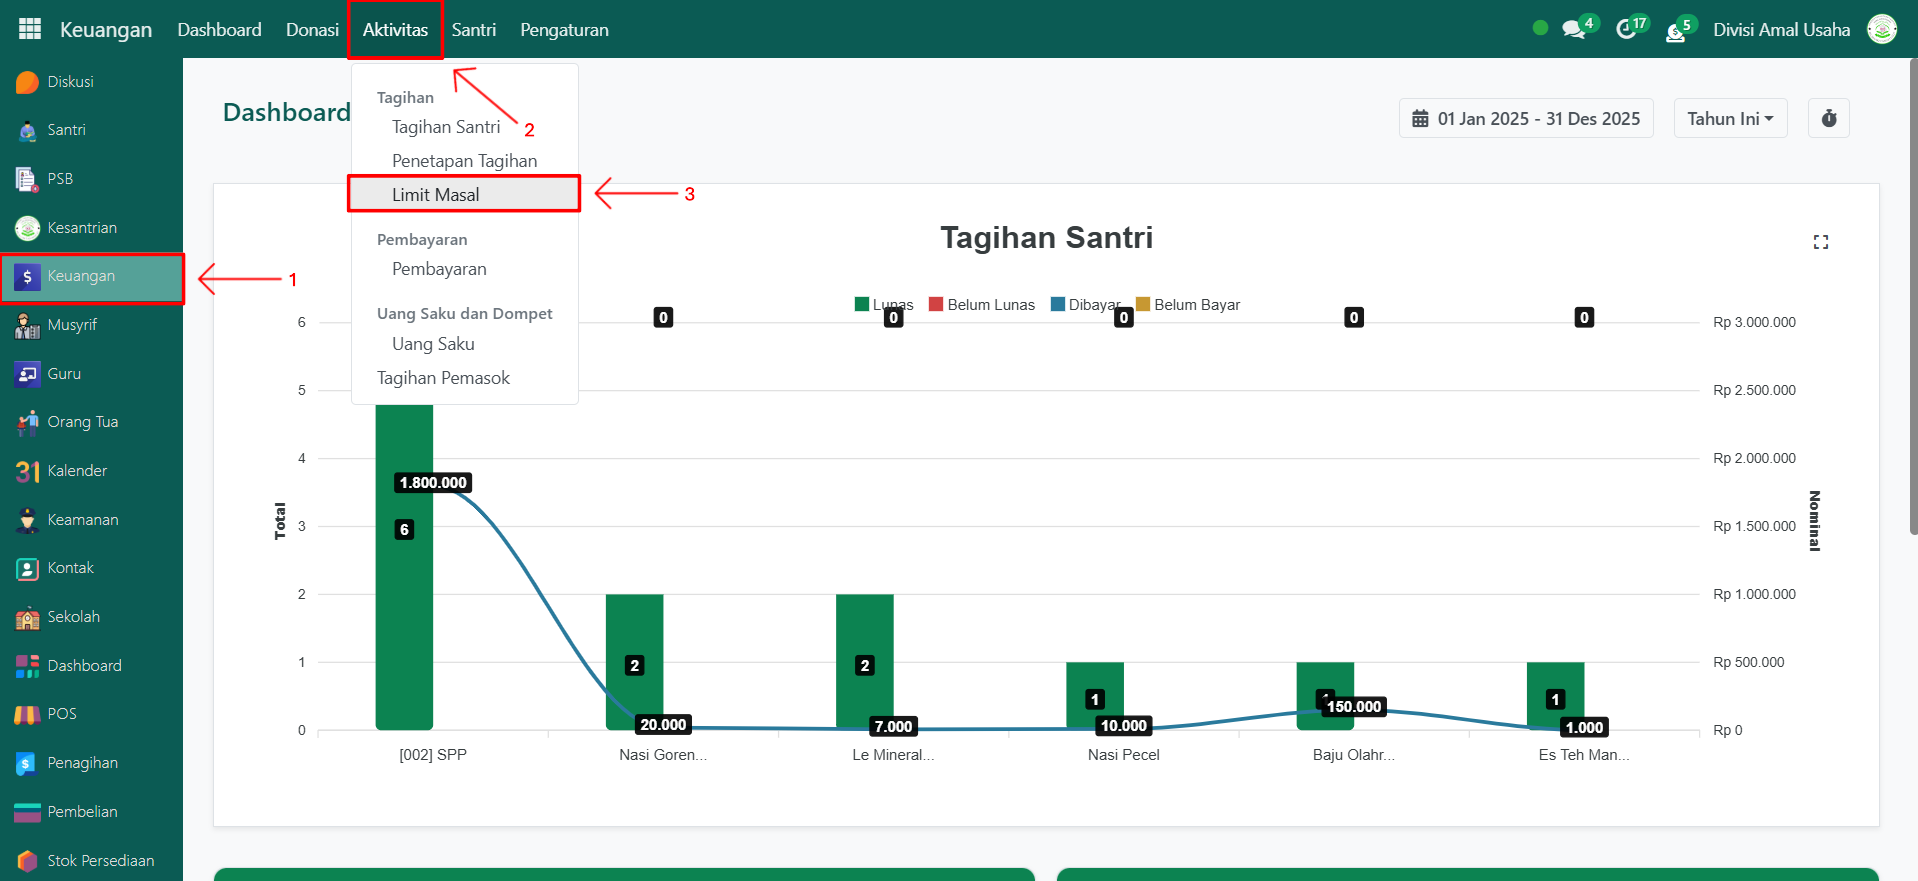 Keuangan Dashboard Donasi Aktivitas Santri Pengaturan 4 17 5 Divisi Amal Usaha
Diskusi
Santri
PSB
Kesantrian
Keuangan
Musyrif
Guru
Orang Tua
31 Kalender
Keamanan
Kontak
Sekolah
Dashboard
POS
Penagihan
Pembelian
Stok Persediaan
1
2
3
Tagihan
Tagihan Santri
Penetapan Tagihan
Limit Masal
Pembayaran
Pembayaran
Uang Saku dan Dompet
Uang Saku
Tagihan Pemasok
Dashboard
01 Jan 2025 - 31 Des 2025 Tahun Ini
Tagihan Santri
Lunas Belum Lunas Dibayar Belum Bayar
0 0 0 0 0
6 Rp 3.000.000
5 Rp 2.500.000
4 Rp 2.000.000
3 Rp 1.500.000
2 Rp 1.000.000
1 Rp 500.000
0 Rp 0
Total
Nominal
1.800.000
6
2 2 1 1 1
20.000 7.000 10.000 150.000 1.000
[002] SPP Nasi Goren... Le Mineral... Nasi Pecel Baju Olahr... Es Teh Man...